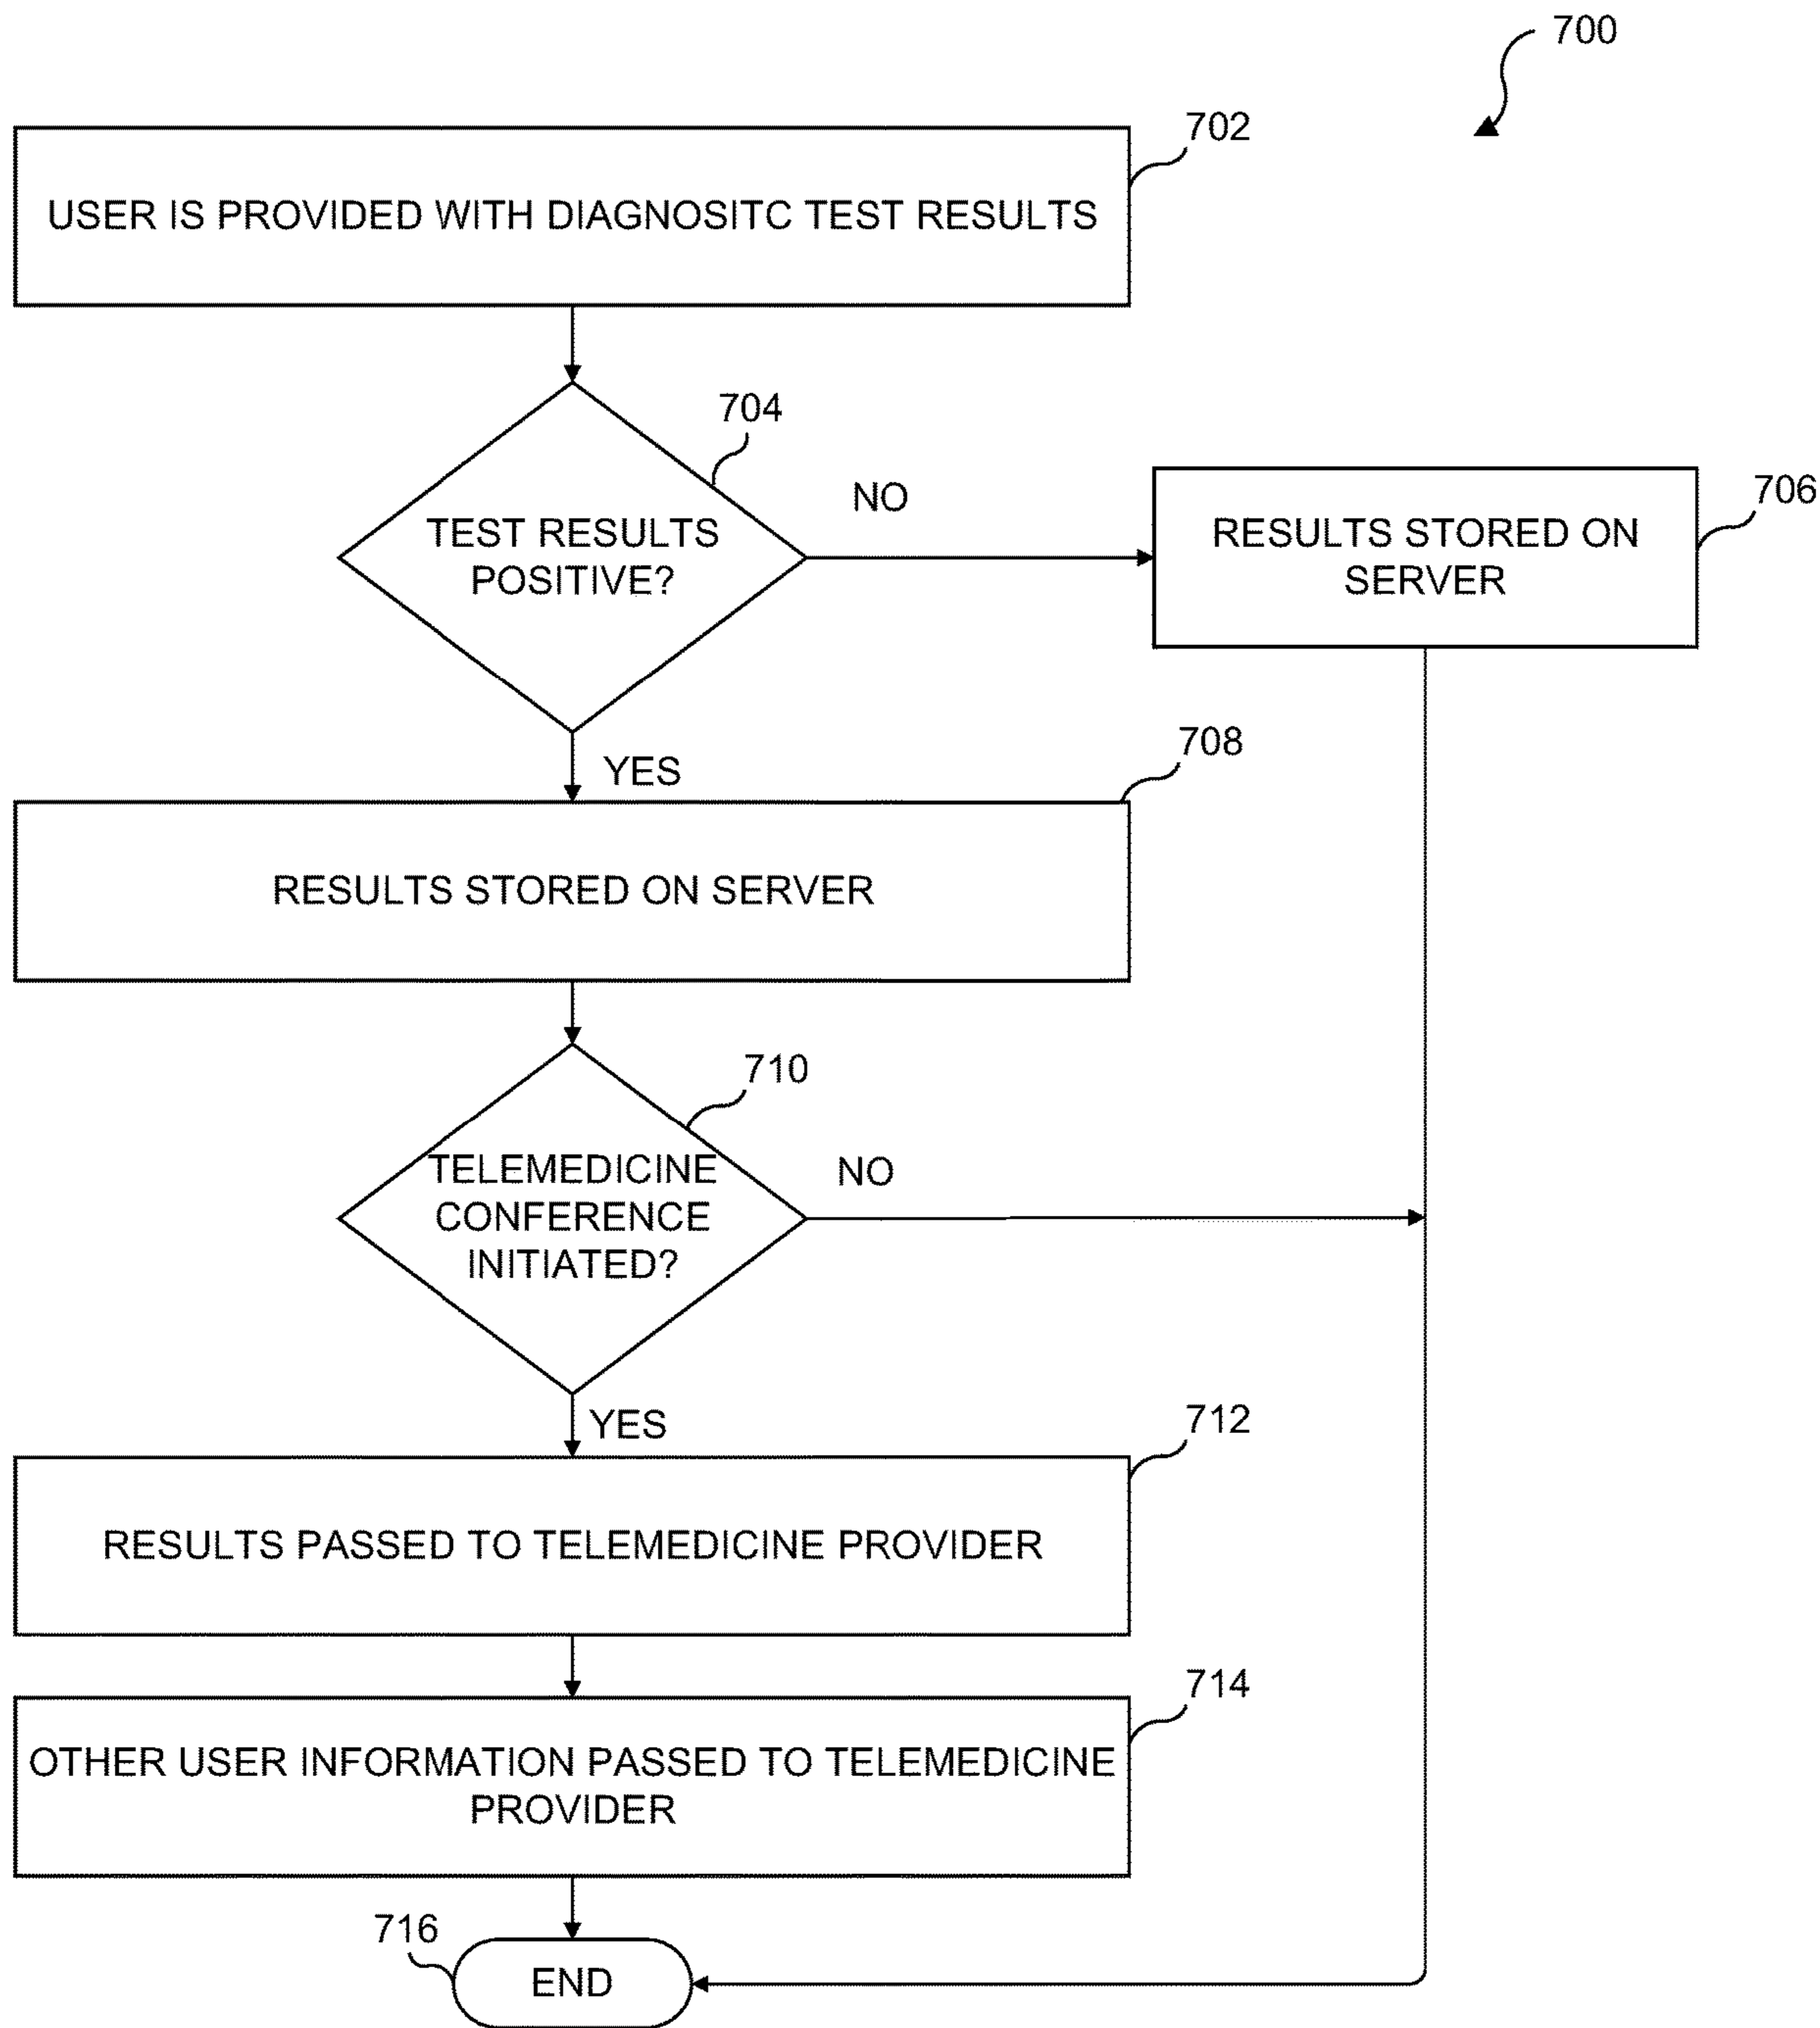 700
702
USER IS PROVIDED WITH DIAGNOSITC TEST RESULTS
704
TEST RESULTS
POSITIVE?
NO
706
RESULTS STORED ON
SERVER
YES
708
RESULTS STORED ON SERVER
710
TELEMEDICINE
CONFERENCE
INITIATED?
NO
YES
712
RESULTS PASSED TO TELEMEDICINE PROVIDER
714
OTHER USER INFORMATION PASSED TO TELEMEDICINE
PROVIDER
716
END